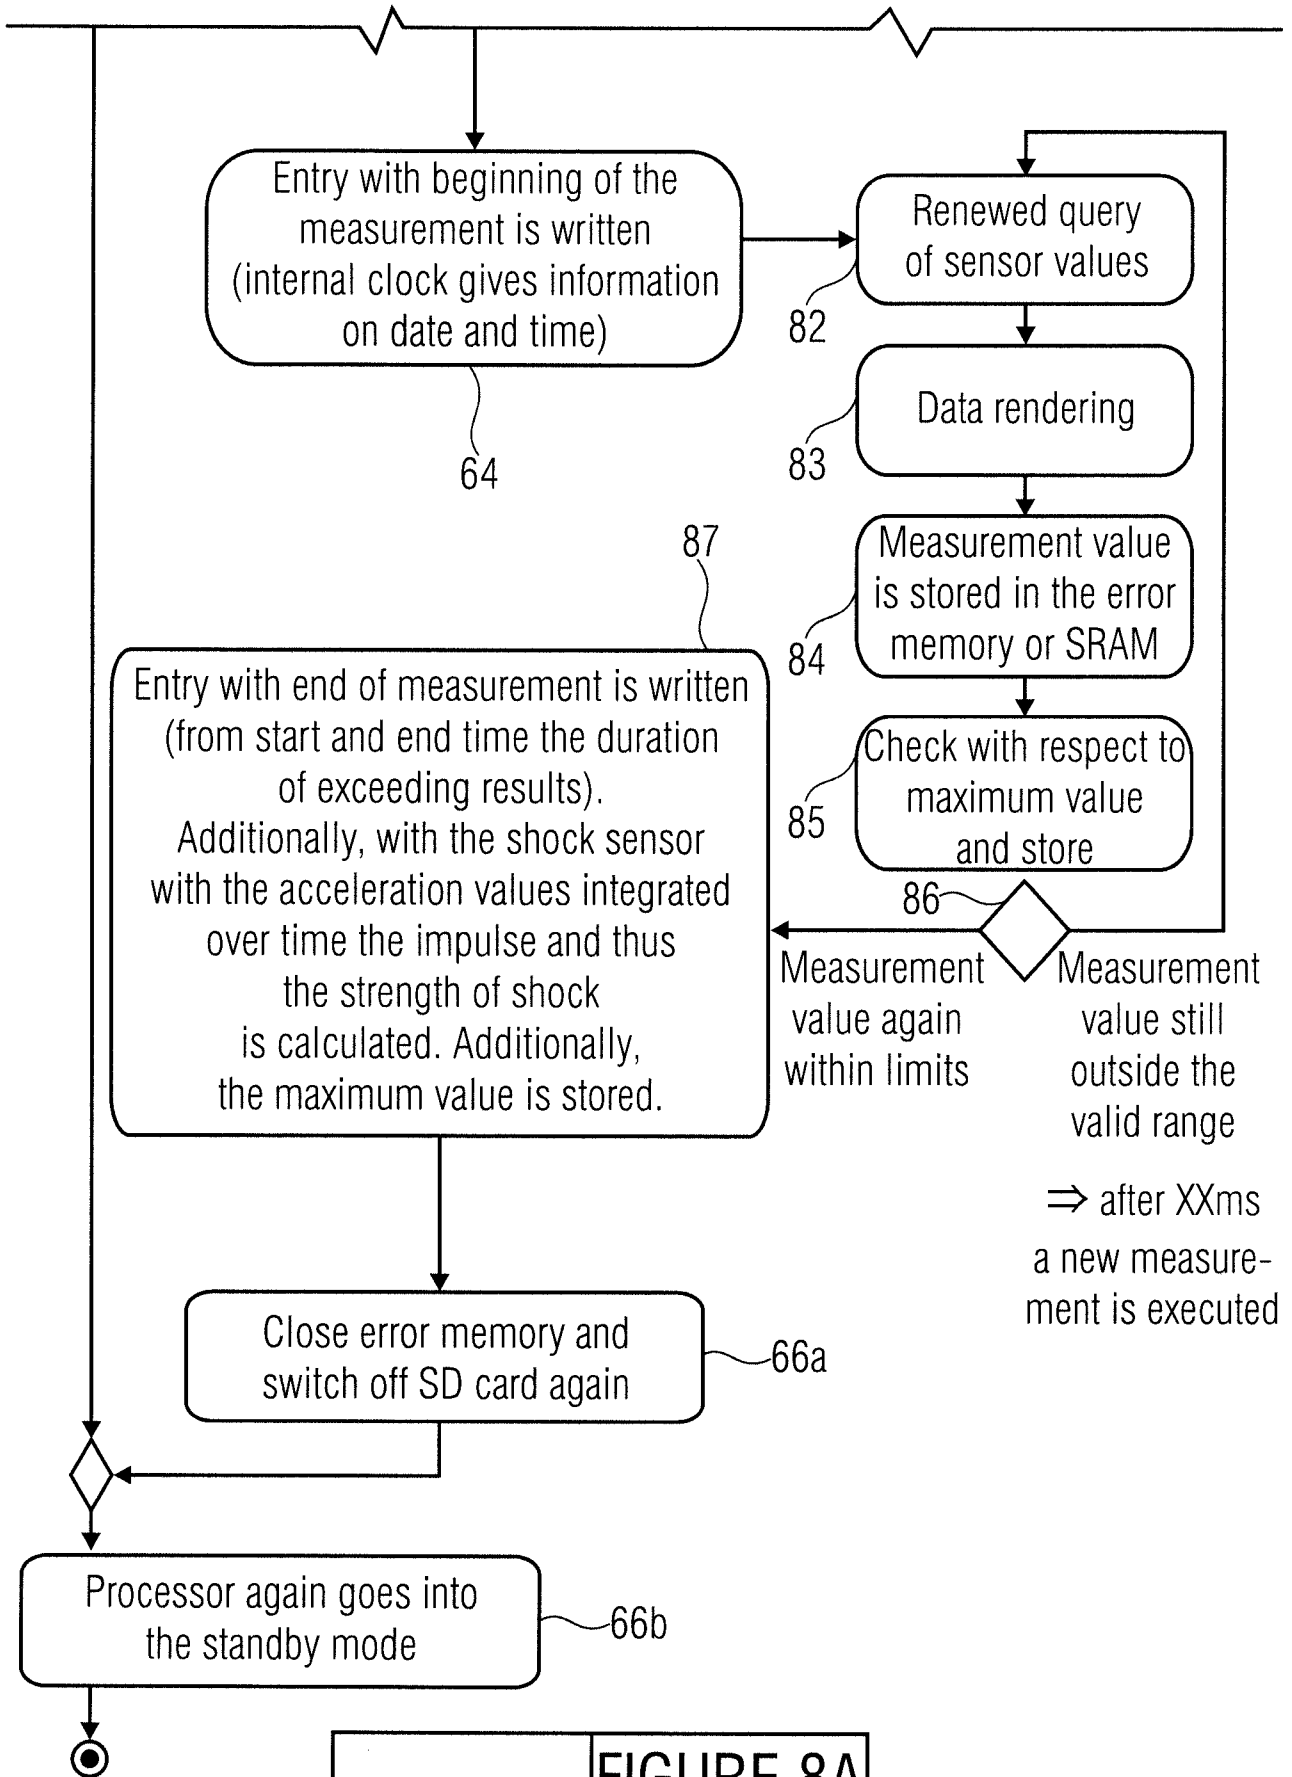 Entry with beginning of the
measurement is written
(internal clock gives information
on date and time)
64
Renewed query
of sensor values
82
Data rendering
83
Measurement value
is stored in the error
memory or SRAM
84
Check with respect to
maximum value
and store
85
86
Measurement
value again
within limits
Measurement
value still
outside the
valid range
⇒ after XXms
a new measure-
ment is executed
87
Entry with end of measurement is written
(from start and end time the duration
of exceeding results).
Additionally, with the shock sensor
with the acceleration values integrated
over time the impulse and thus
the strength of shock
is calculated. Additionally,
the maximum value is stored.
Close error memory and
switch off SD card again
66a
Processor again goes into
the standby mode
66b
FIGURE 8A